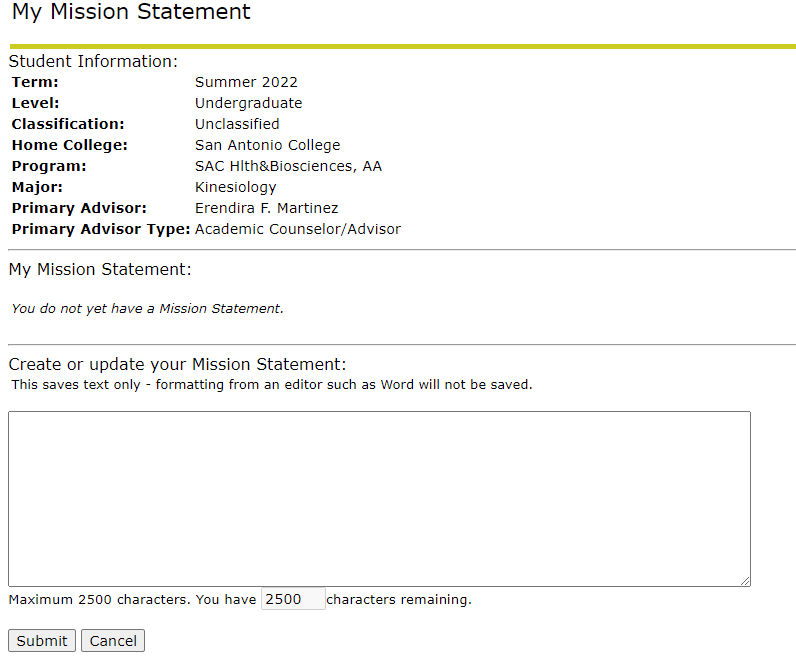 My Mission Statement
Student Information:
Term: Summer 2022
Level: Undergraduate
Classification: Unclassified
Home College: San Antonio College
Program: SAC Hlth&Biosciences, AA
Major: Kinesiology
Primary Advisor: Erendira F. Martinez
Primary Advisor Type: Academic Counselor/Advisor
My Mission Statement:
You do not yet have a Mission Statement.
Create or update your Mission Statement:
This saves text only - formatting from an editor such as Word will not be saved.
Maximum 2500 characters. You have 2500 characters remaining.
Submit Cancel